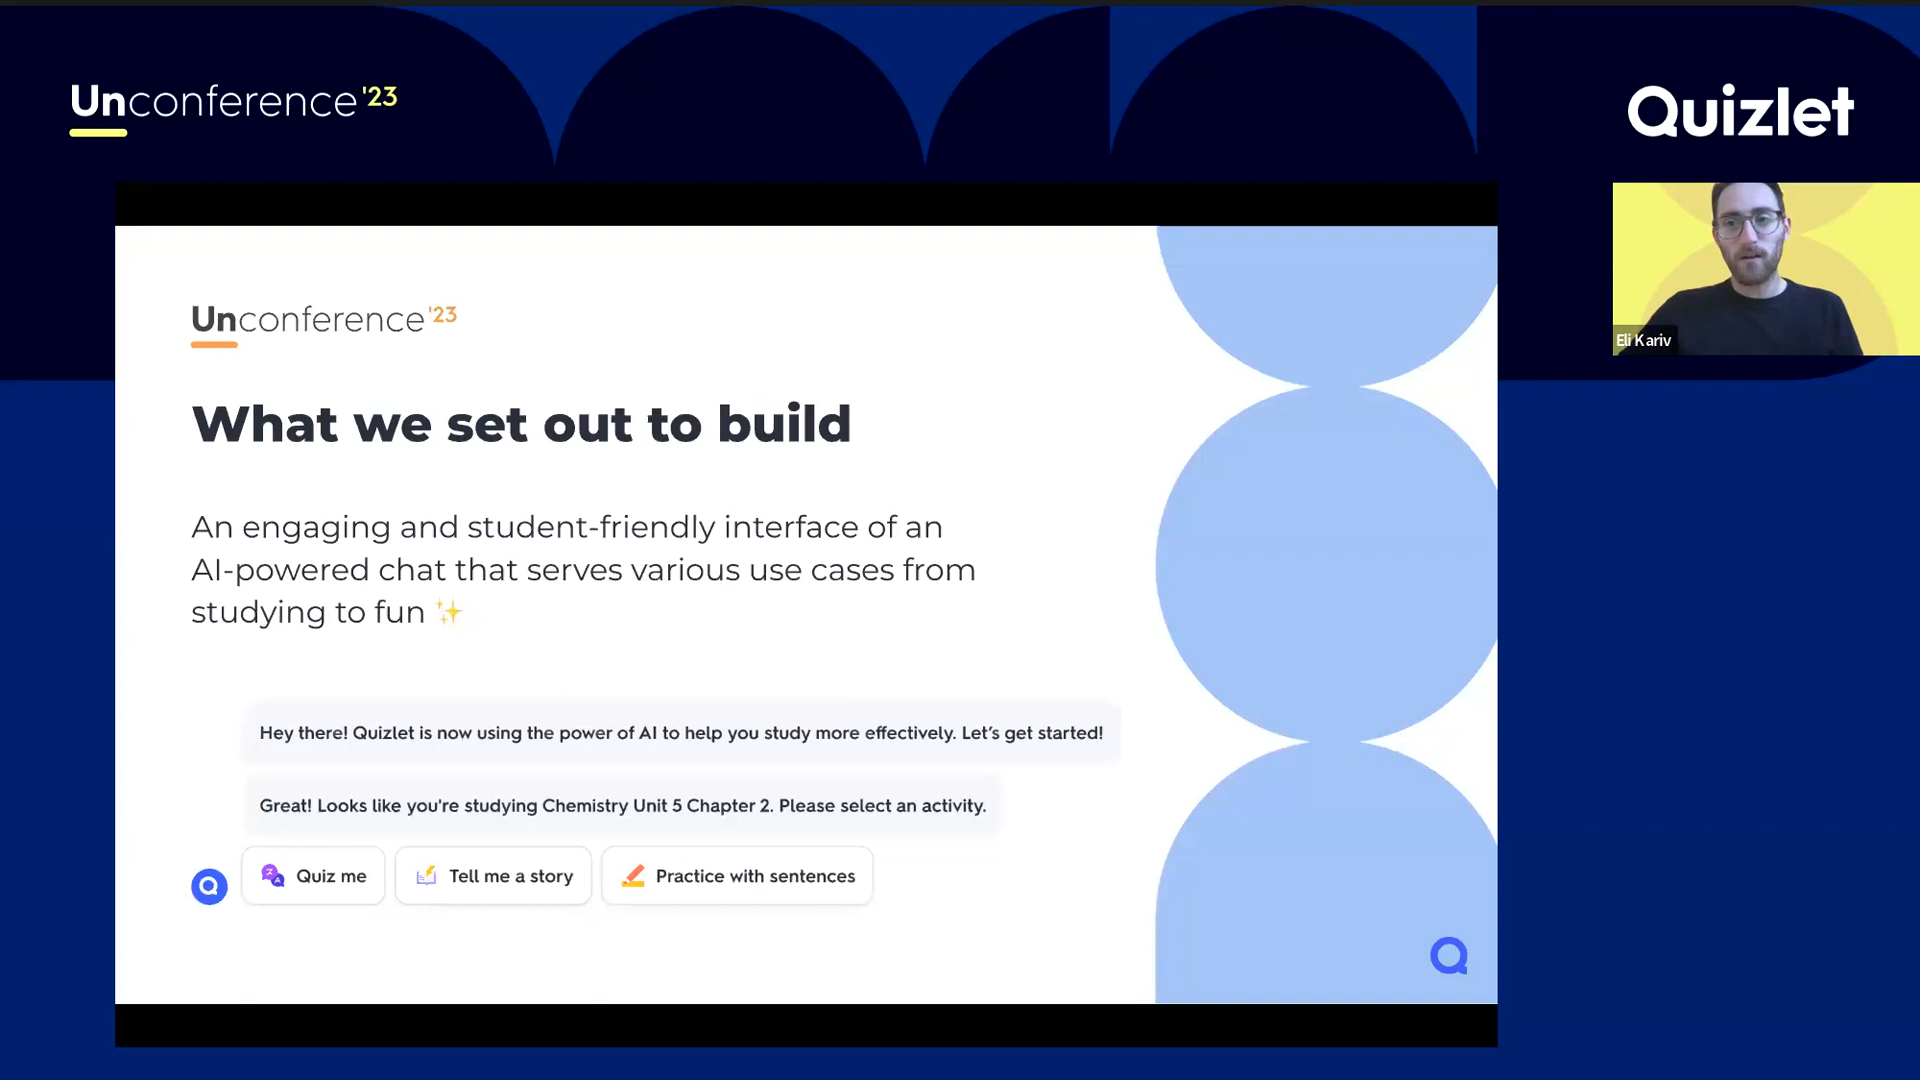 Unconference '23
Quizlet
Eli Kariv
Unconference '23
What we set out to build
An engaging and student-friendly interface of an
AI-powered chat that serves various use cases from
studying to fun ✨
Hey there! Quizlet is now using the power of AI to help you study more effectively. Let's get started!
Great! Looks like you're studying Chemistry Unit 5 Chapter 2. Please select an activity.
Quiz me
Tell me a story
Practice with sentences